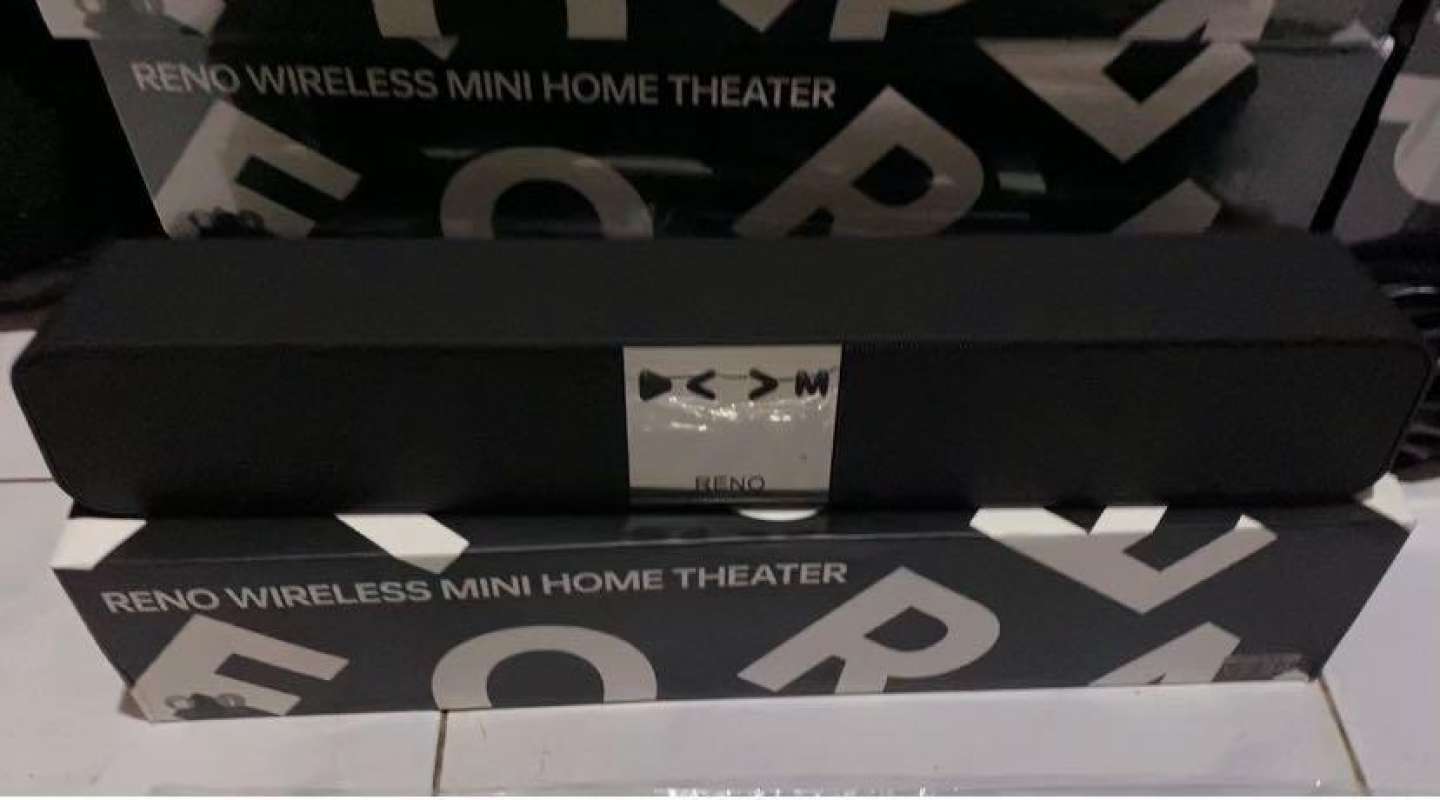 RENO WIRELESS MINI HOME THEATER
F O R
< > M
RENO
RENO WIRELESS MINI HOME THEATER
F O R